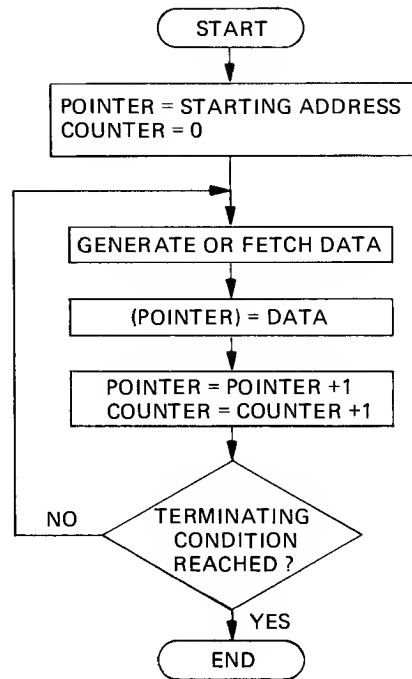 START
POINTER = STARTING ADDRESS
COUNTER = 0
GENERATE OR FETCH DATA
(POINTER) = DATA
POINTER = POINTER +1
COUNTER = COUNTER +1
TERMINATING
CONDITION
REACHED ?
NO
YES
END